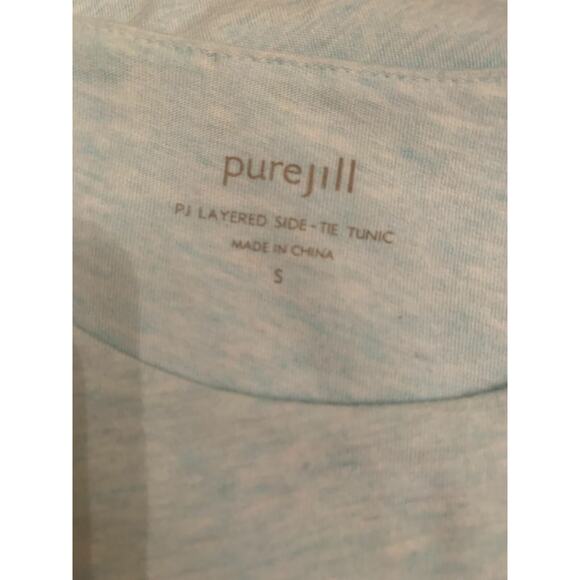 purejill
PJ LAYERED SIDE-TIE TUNIC
MADE IN CHINA
S